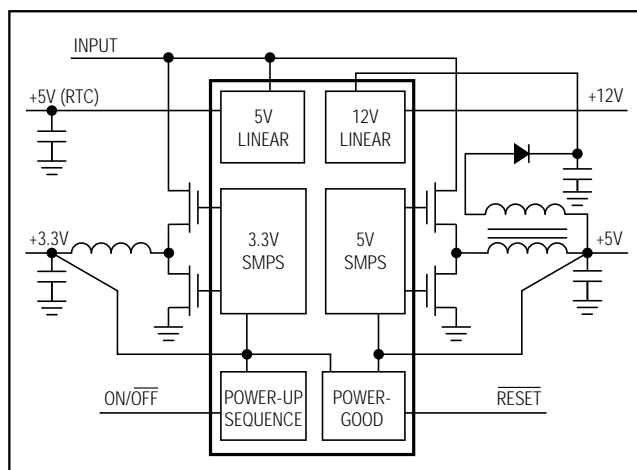 INPUT
+5V (RTC)
5V
LINEAR
12V
LINEAR
+12V
+3.3V
3.3V
SMPS
5V
SMPS
+5V
ON/OFF
POWER-UP
SEQUENCE
POWER-
GOOD
RESET